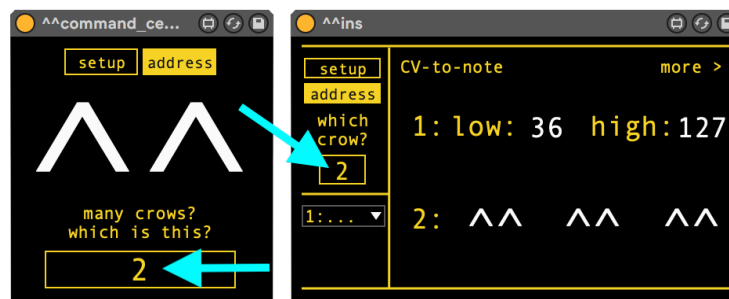 ^^command_ce...
setup address
^^
many crows?
which is this?
2
^^ins
setup
address
which
crow?
2
1:... ▼
CV-to-note more >
1: low: 36 high: 127
2: ^^ ^^ ^^